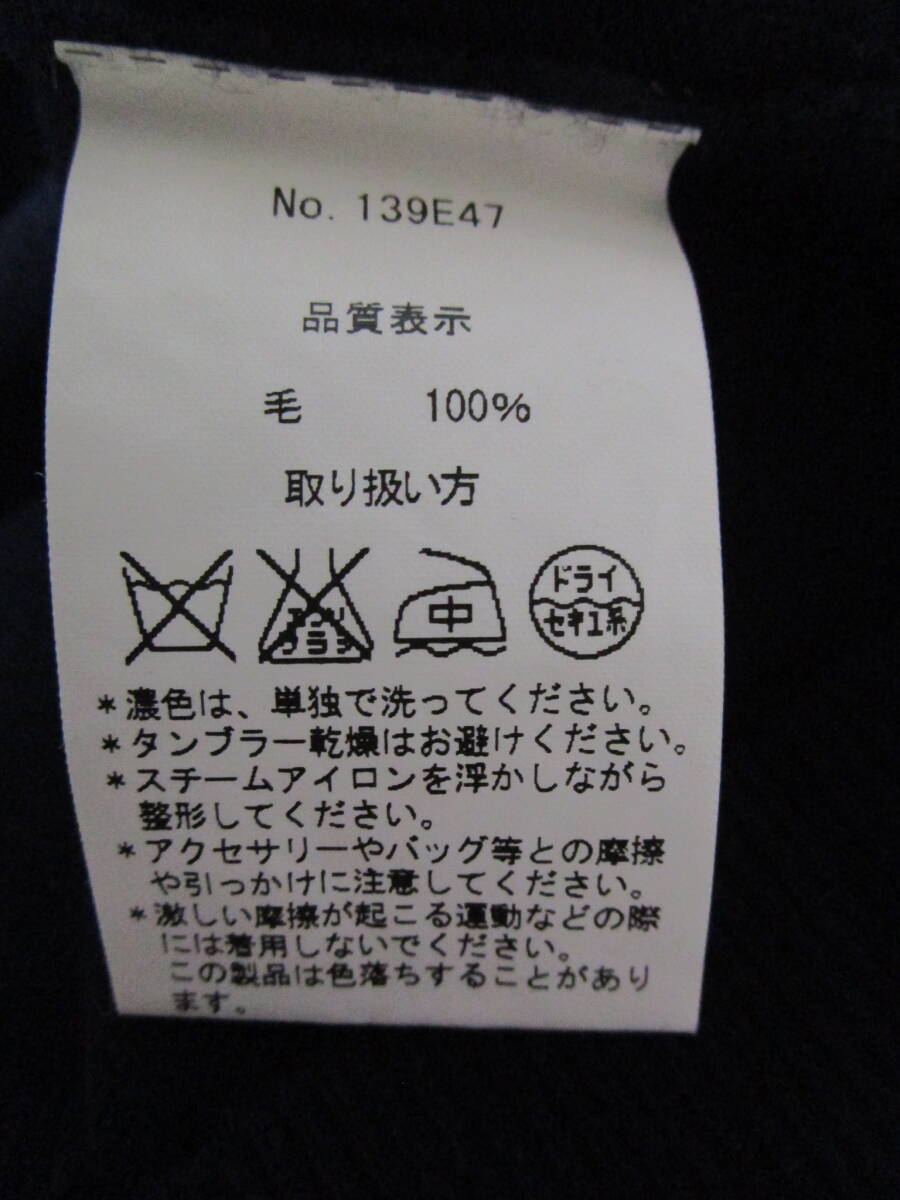 No. 139E47
品質表示
毛 100%
取り扱い方
エンソ
サラシ
中
ドライ
セキユ系
*濃色は、単独で洗ってください。
*タンブラー乾燥はお避けください。
*スチームアイロンを浮かしながら
整形してください。
*アクセサリーやバッグ等との摩擦
や引っかけに注意してください。
*激しい摩擦が起こる運動などの際
には着用しないでください。
この製品は色落ちすることがあり
ます。